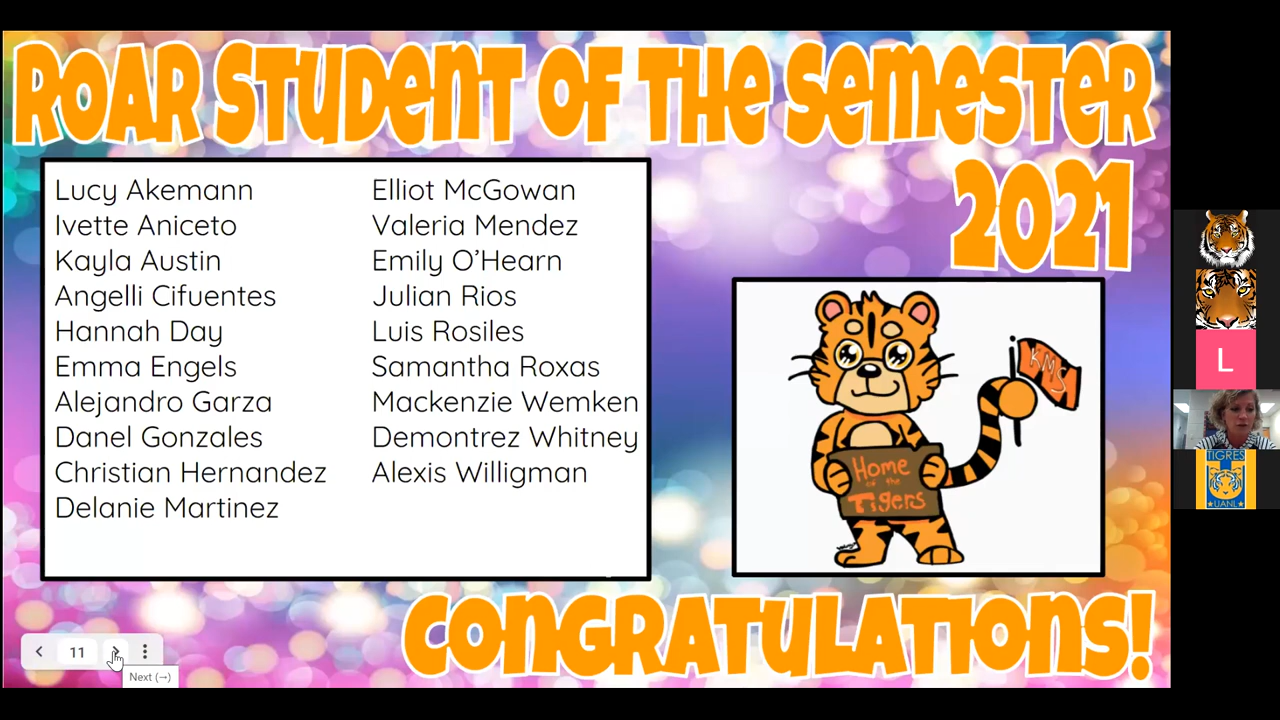 ROAR STUDENT OF THE SEMESTER
2021
Lucy Akemann
Ivette Aniceto
Kayla Austin
Angelli Cifuentes
Hannah Day
Emma Engels
Alejandro Garza
Danel Gonzales
Christian Hernandez
Delanie Martinez
Elliot McGowan
Valeria Mendez
Emily O’Hearn
Julian Rios
Luis Rosiles
Samantha Roxas
Mackenzie Wemken
Demontrez Whitney
Alexis Willigman
KMS
Home
of the
Tigers
CONGRATULATIONS!
11
Next (→)
L
TIGRES
UANL